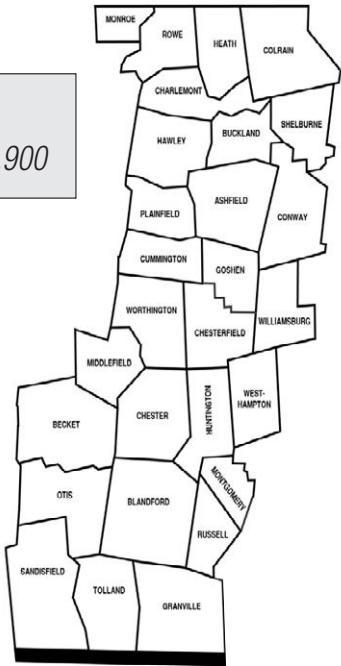 MONROE
ROWE
HEATH
COLRAIN
CHARLEMONT
900
HAWLEY
BUCKLAND
SHELBURNE
PLAINFIELD
ASHFIELD
CONWAY
CUMMINGTON
GOSHEN
WORTHINGTON
CHESTERFIELD
WILLIAMSBURG
MIDDLEFIELD
BECKET
CHESTER
HUNTINGTON
WEST-
HAMPTON
OTIS
BLANDFORD
MONTGOMERY
RUSSELL
SANDISFIELD
TOLLAND
GRANVILLE